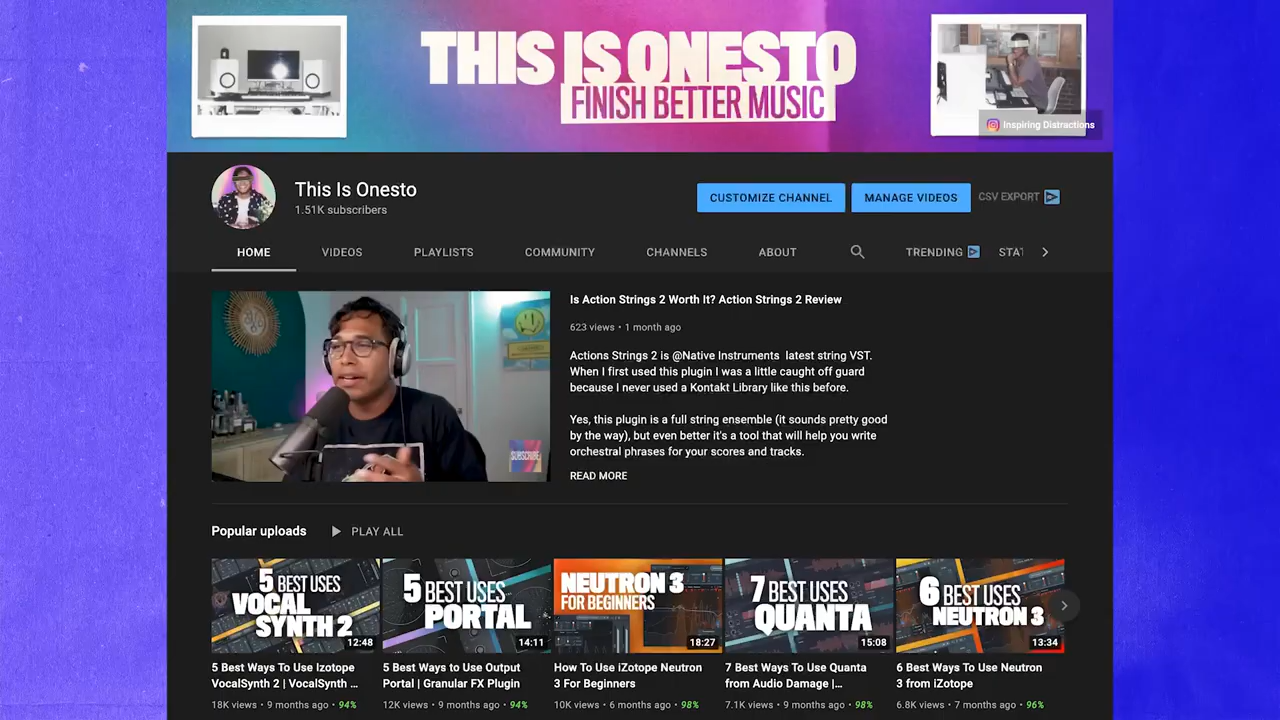 THIS IS ONESTO
FINISH BETTER MUSIC
Inspiring Distractions
This Is Onesto
1.51K subscribers
CUSTOMIZE CHANNEL
MANAGE VIDEOS
CSV EXPORT
HOME
VIDEOS
PLAYLISTS
COMMUNITY
CHANNELS
ABOUT
TRENDING
STAT
SUBSCRIBE
Is Action Strings 2 Worth It? Action Strings 2 Review
623 views • 1 month ago
Actions Strings 2 is @Native Instruments latest string VST.
When I first used this plugin I was a little caught off guard
because I never used a Kontakt Library like this before.
Yes, this plugin is a full string ensemble (it sounds pretty good
by the way), but even better it's a tool that will help you write
orchestral phrases for your scores and tracks.
READ MORE
Popular uploads
PLAY ALL
5 BEST USES
VOCAL
SYNTH 2
12:48
5 BEST USES
PORTAL
14:11
NEUTRON 3
FOR BEGINNERS
18:27
7 BEST USES
QUANTA
15:08
6 BEST USES
NEUTRON 3
13:34
5 Best Ways To Use Izotope
VocalSynth 2 | VocalSynth ...
18K views • 9 months ago • 94%
5 Best Ways to Use Output
Portal | Granular FX Plugin
12K views • 9 months ago • 94%
How To Use iZotope Neutron
3 For Beginners
10K views • 6 months ago • 98%
7 Best Ways To Use Quanta
from Audio Damage |...
7.1K views • 9 months ago • 98%
6 Best Ways To Use Neutron
3 from iZotope
6.8K views • 7 months ago • 96%